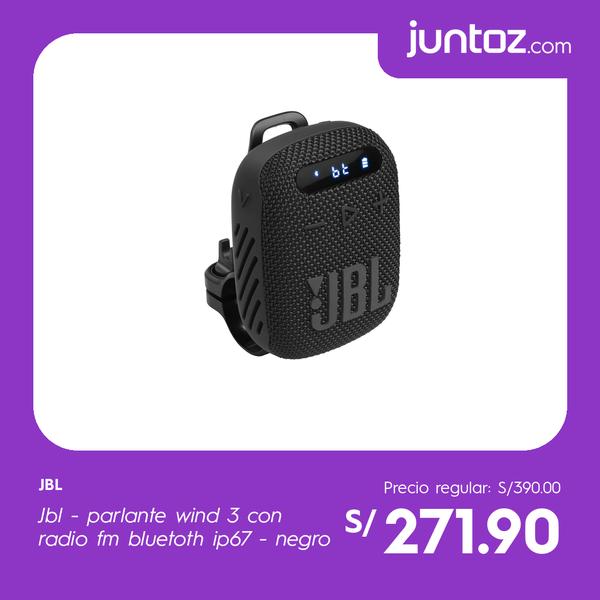 juntoz.com
bt
JBL
JBL
Jbl - parlante wind 3 con
radio fm bluetoth ip67 - negro
Precio regular: S/390.00
S/271.90